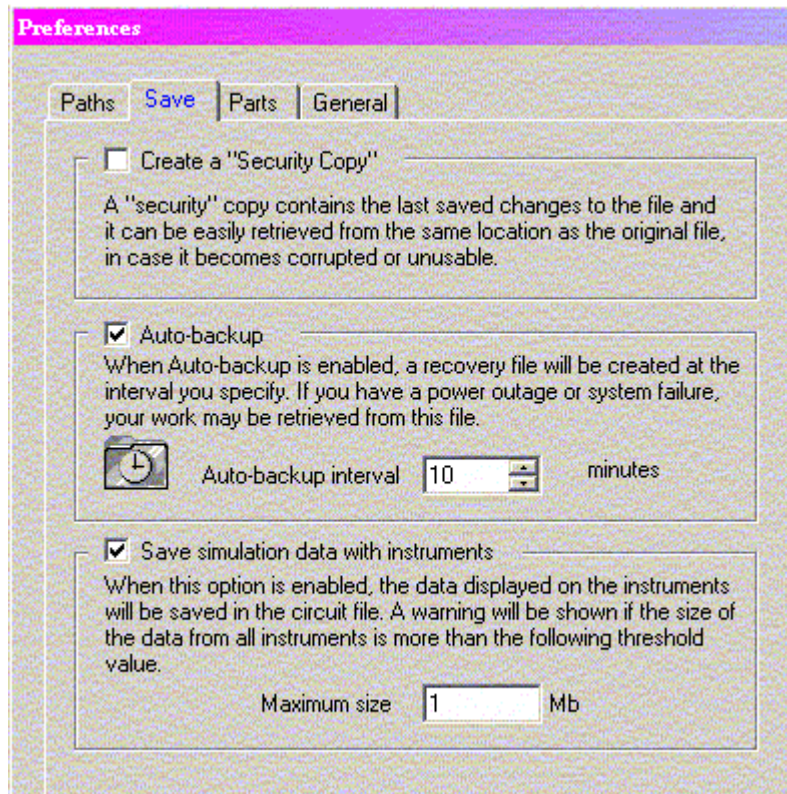 Preferences
Paths Save Parts General
Create a "Security Copy"
A "security" copy contains the last saved changes to the file and
it can be easily retrieved from the same location as the original file,
in case it becomes corrupted or unusable.
Auto-backup
When Auto-backup is enabled, a recovery file will be created at the
interval you specify. If you have a power outage or system failure,
your work may be retrieved from this file.
Auto-backup interval 10 minutes
Save simulation data with instruments
When this option is enabled, the data displayed on the instruments
will be saved in the circuit file. A warning will be shown if the size of
the data from all instruments is more than the following threshold
value.
Maximum size 1 Mb